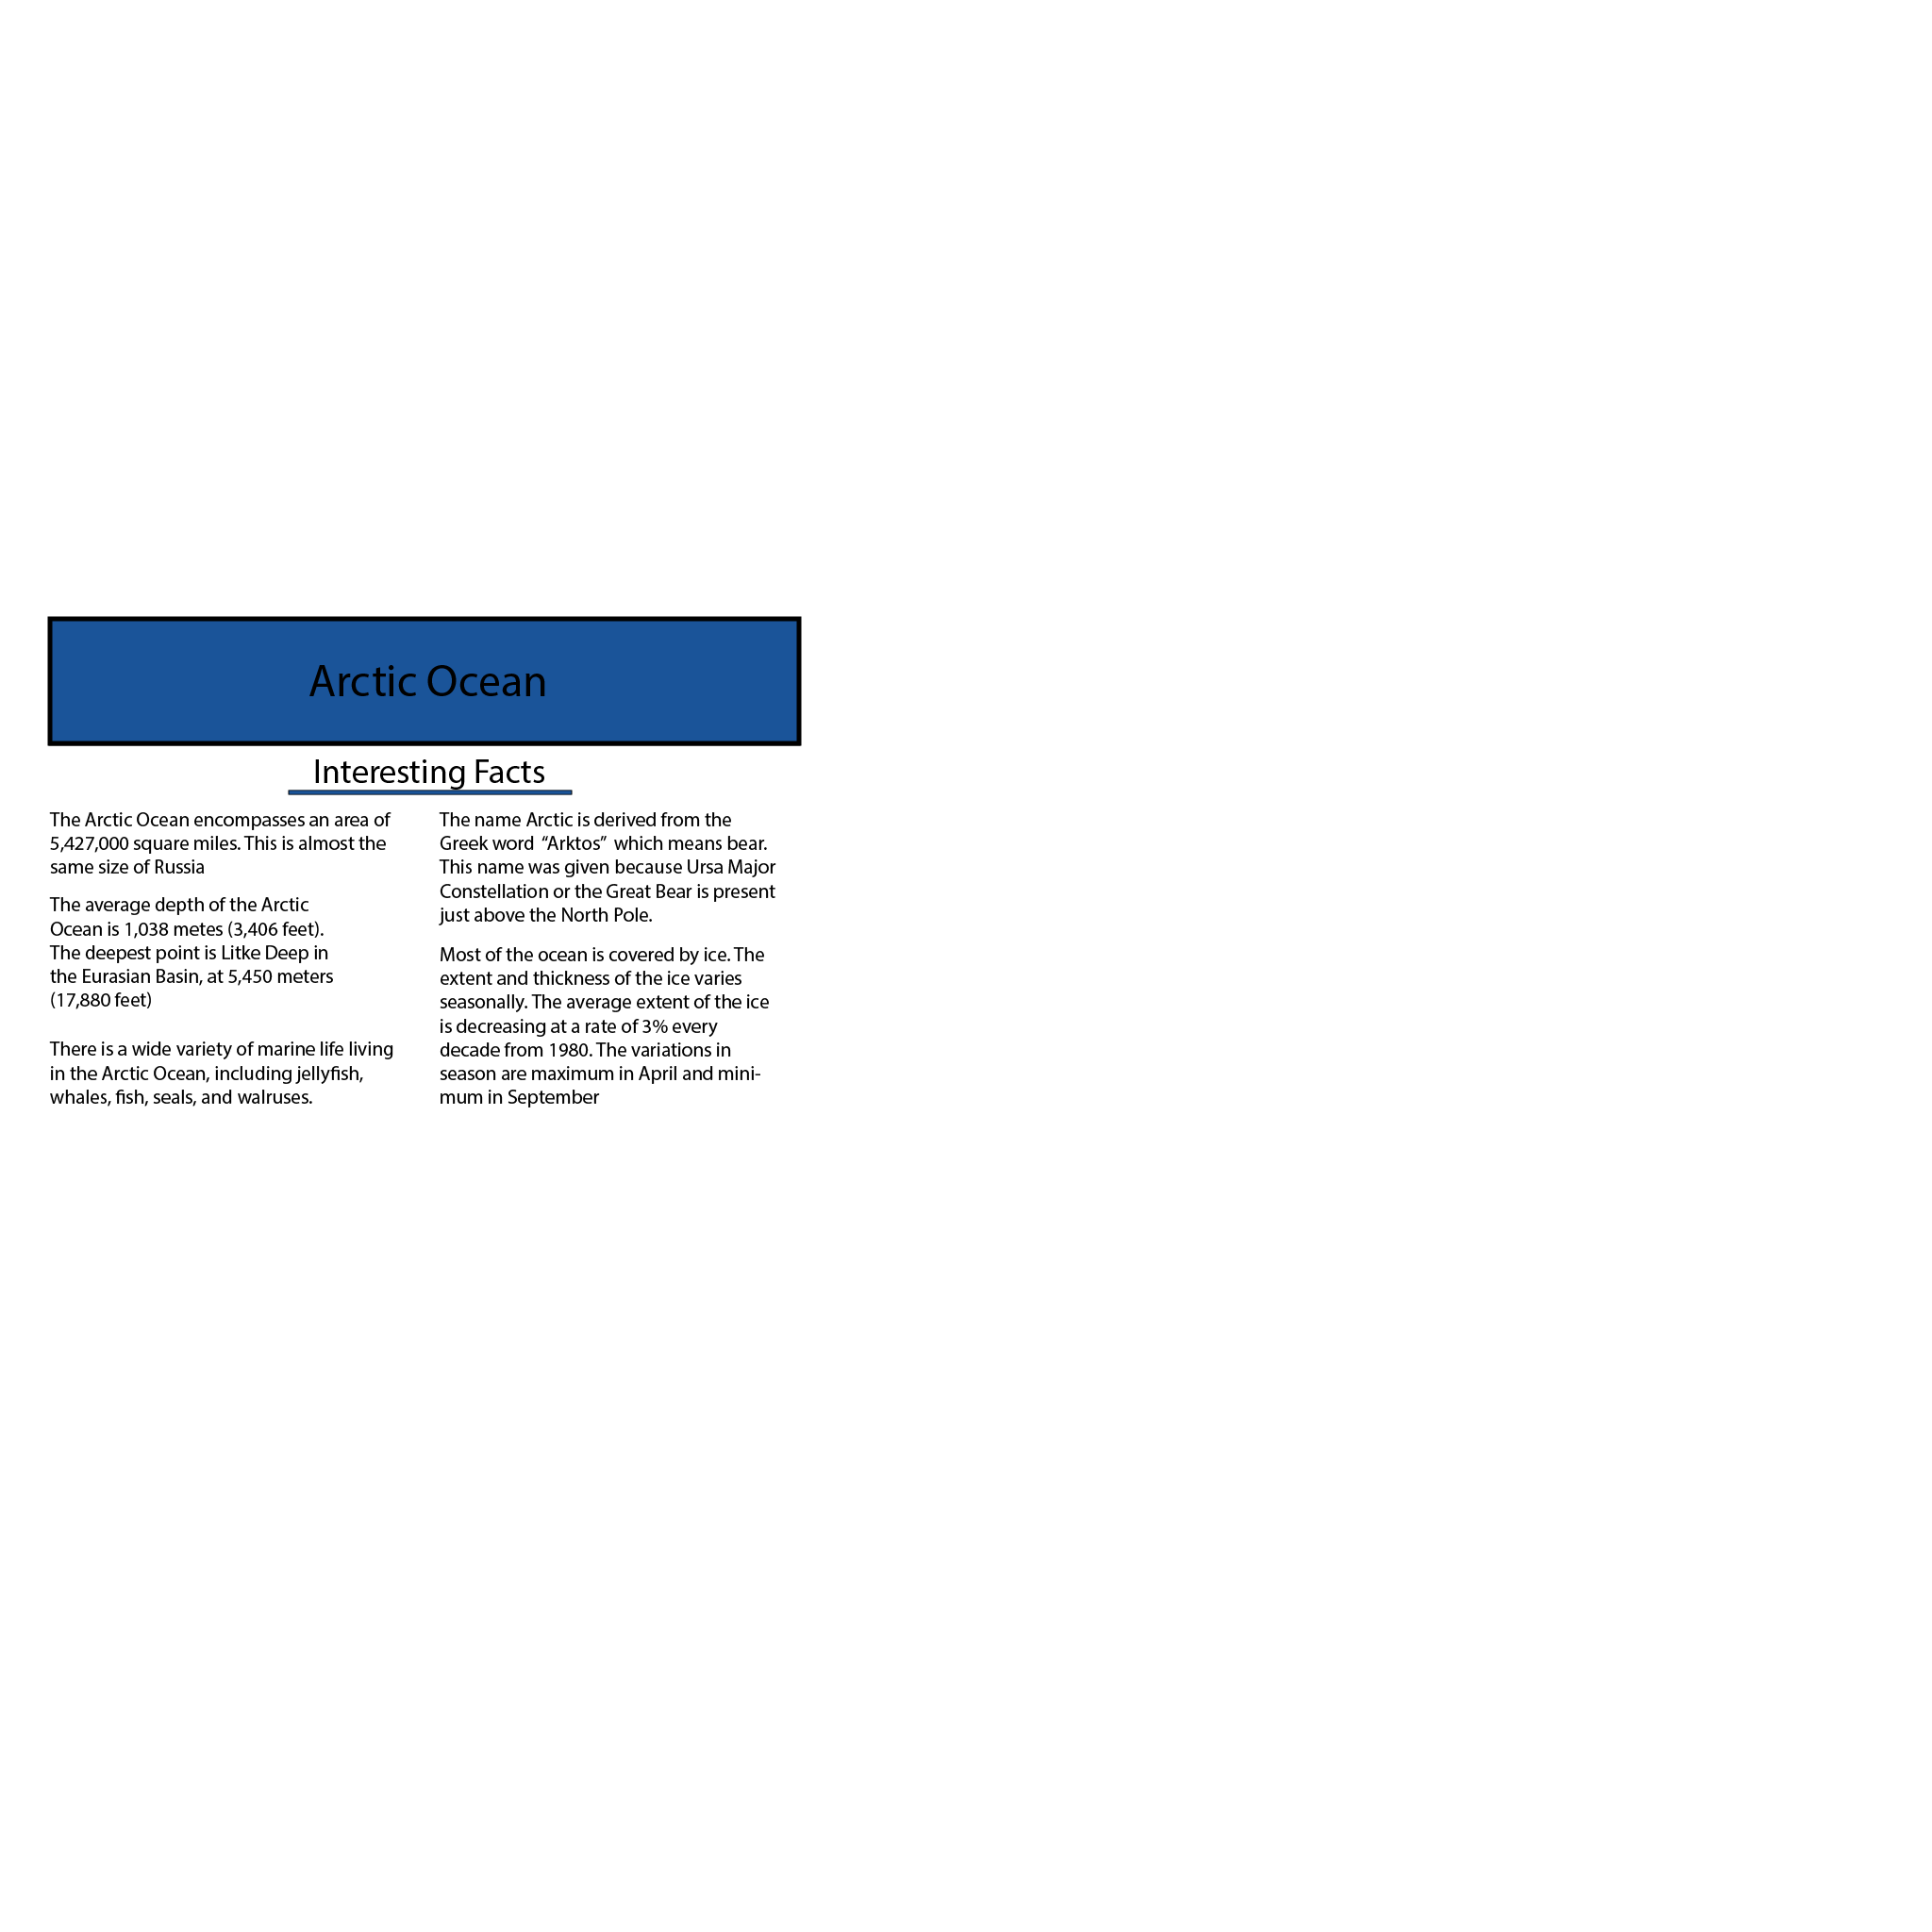 Arctic Ocean
Interesting Facts
The Arctic Ocean encompasses an area of
5,427,000 square miles. This is almost the
same size of Russia
The average depth of the Arctic
Ocean is 1,038 metes (3,406 feet).
The deepest point is Litke Deep in
the Eurasian Basin, at 5,450 meters
(17,880 feet)
There is a wide variety of marine life living
in the Arctic Ocean, including jellyfish,
whales, fish, seals, and walruses.
The name Arctic is derived from the
Greek word “Arktos” which means bear.
This name was given because Ursa Major
Constellation or the Great Bear is present
just above the North Pole.
Most of the ocean is covered by ice. The
extent and thickness of the ice varies
seasonally. The average extent of the ice
is decreasing at a rate of 3% every
decade from 1980. The variations in
season are maximum in April and mini-
mum in September